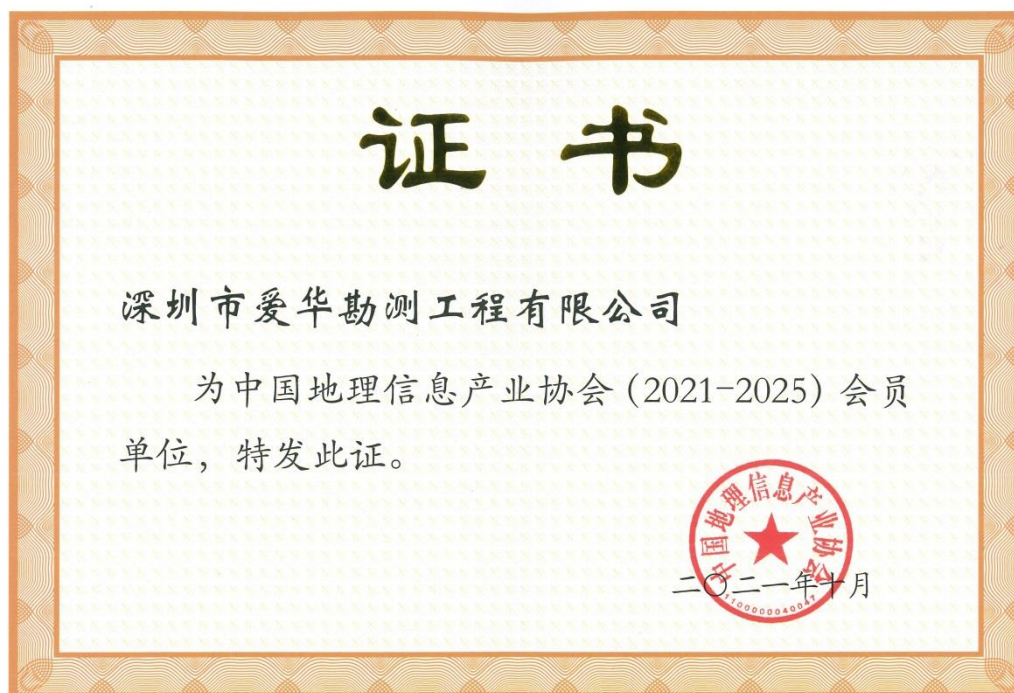 证书
深圳市爱华勘测工程有限公司
为中国地理信息产业协会(2021-2025)会员
单位，特发此证。
中国地理信息产业协会
二〇二一年十月
1100000040047